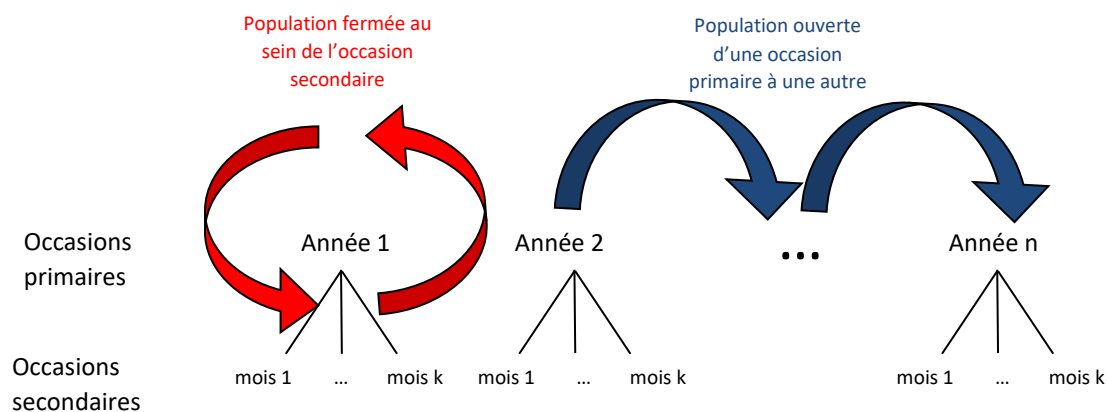 Population fermée au
sein de l’occasion
secondaire
Population ouverte
d’une occasion
primaire à une autre
Occasions
primaires
Année 1
Année 2
...
Année n
Occasions
secondaires
mois 1 ... mois k
mois 1 ... mois k
mois 1 ... mois k